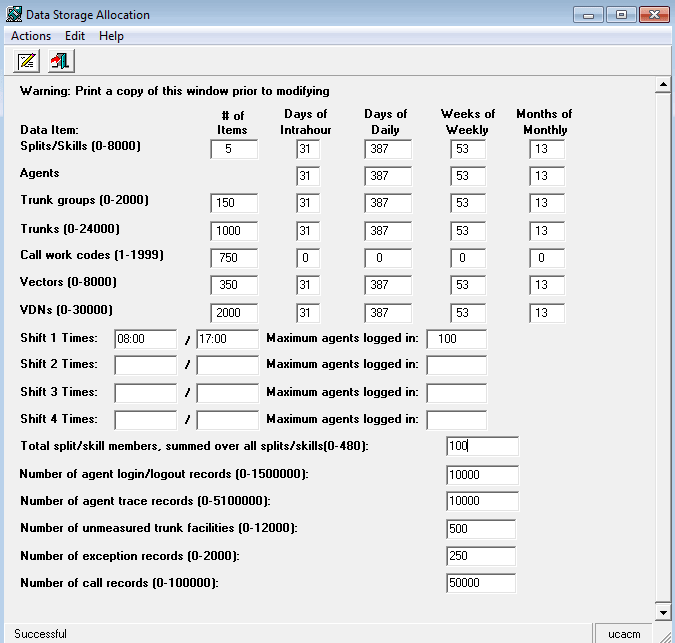 Data Storage Allocation
Actions Edit Help
Warning: Print a copy of this window prior to modifying
# of Days of Days of Weeks of Months of
Data Item: Items Intrahour Daily Weekly Monthly
Splits/Skills (0-8000) 5 31 387 53 13
Agents 31 387 53 13
Trunk groups (0-2000) 150 31 387 53 13
Trunks (0-24000) 1000 31 387 53 13
Call work codes (1-1999) 750 0 0 0 0
Vectors (0-8000) 350 31 387 53 13
VDNs (0-30000) 2000 31 387 53 13
Shift 1 Times: 08:00 / 17:00 Maximum agents logged in: 100
Shift 2 Times: / Maximum agents logged in:
Shift 3 Times: / Maximum agents logged in:
Shift 4 Times: / Maximum agents logged in:
Total split/skill members, summed over all splits/skills(0-480): 100
Number of agent login/logout records (0-1500000): 10000
Number of agent trace records (0-5100000): 10000
Number of unmeasured trunk facilities (0-12000): 500
Number of exception records (0-2000): 250
Number of call records (0-100000): 50000
Successful ucacm